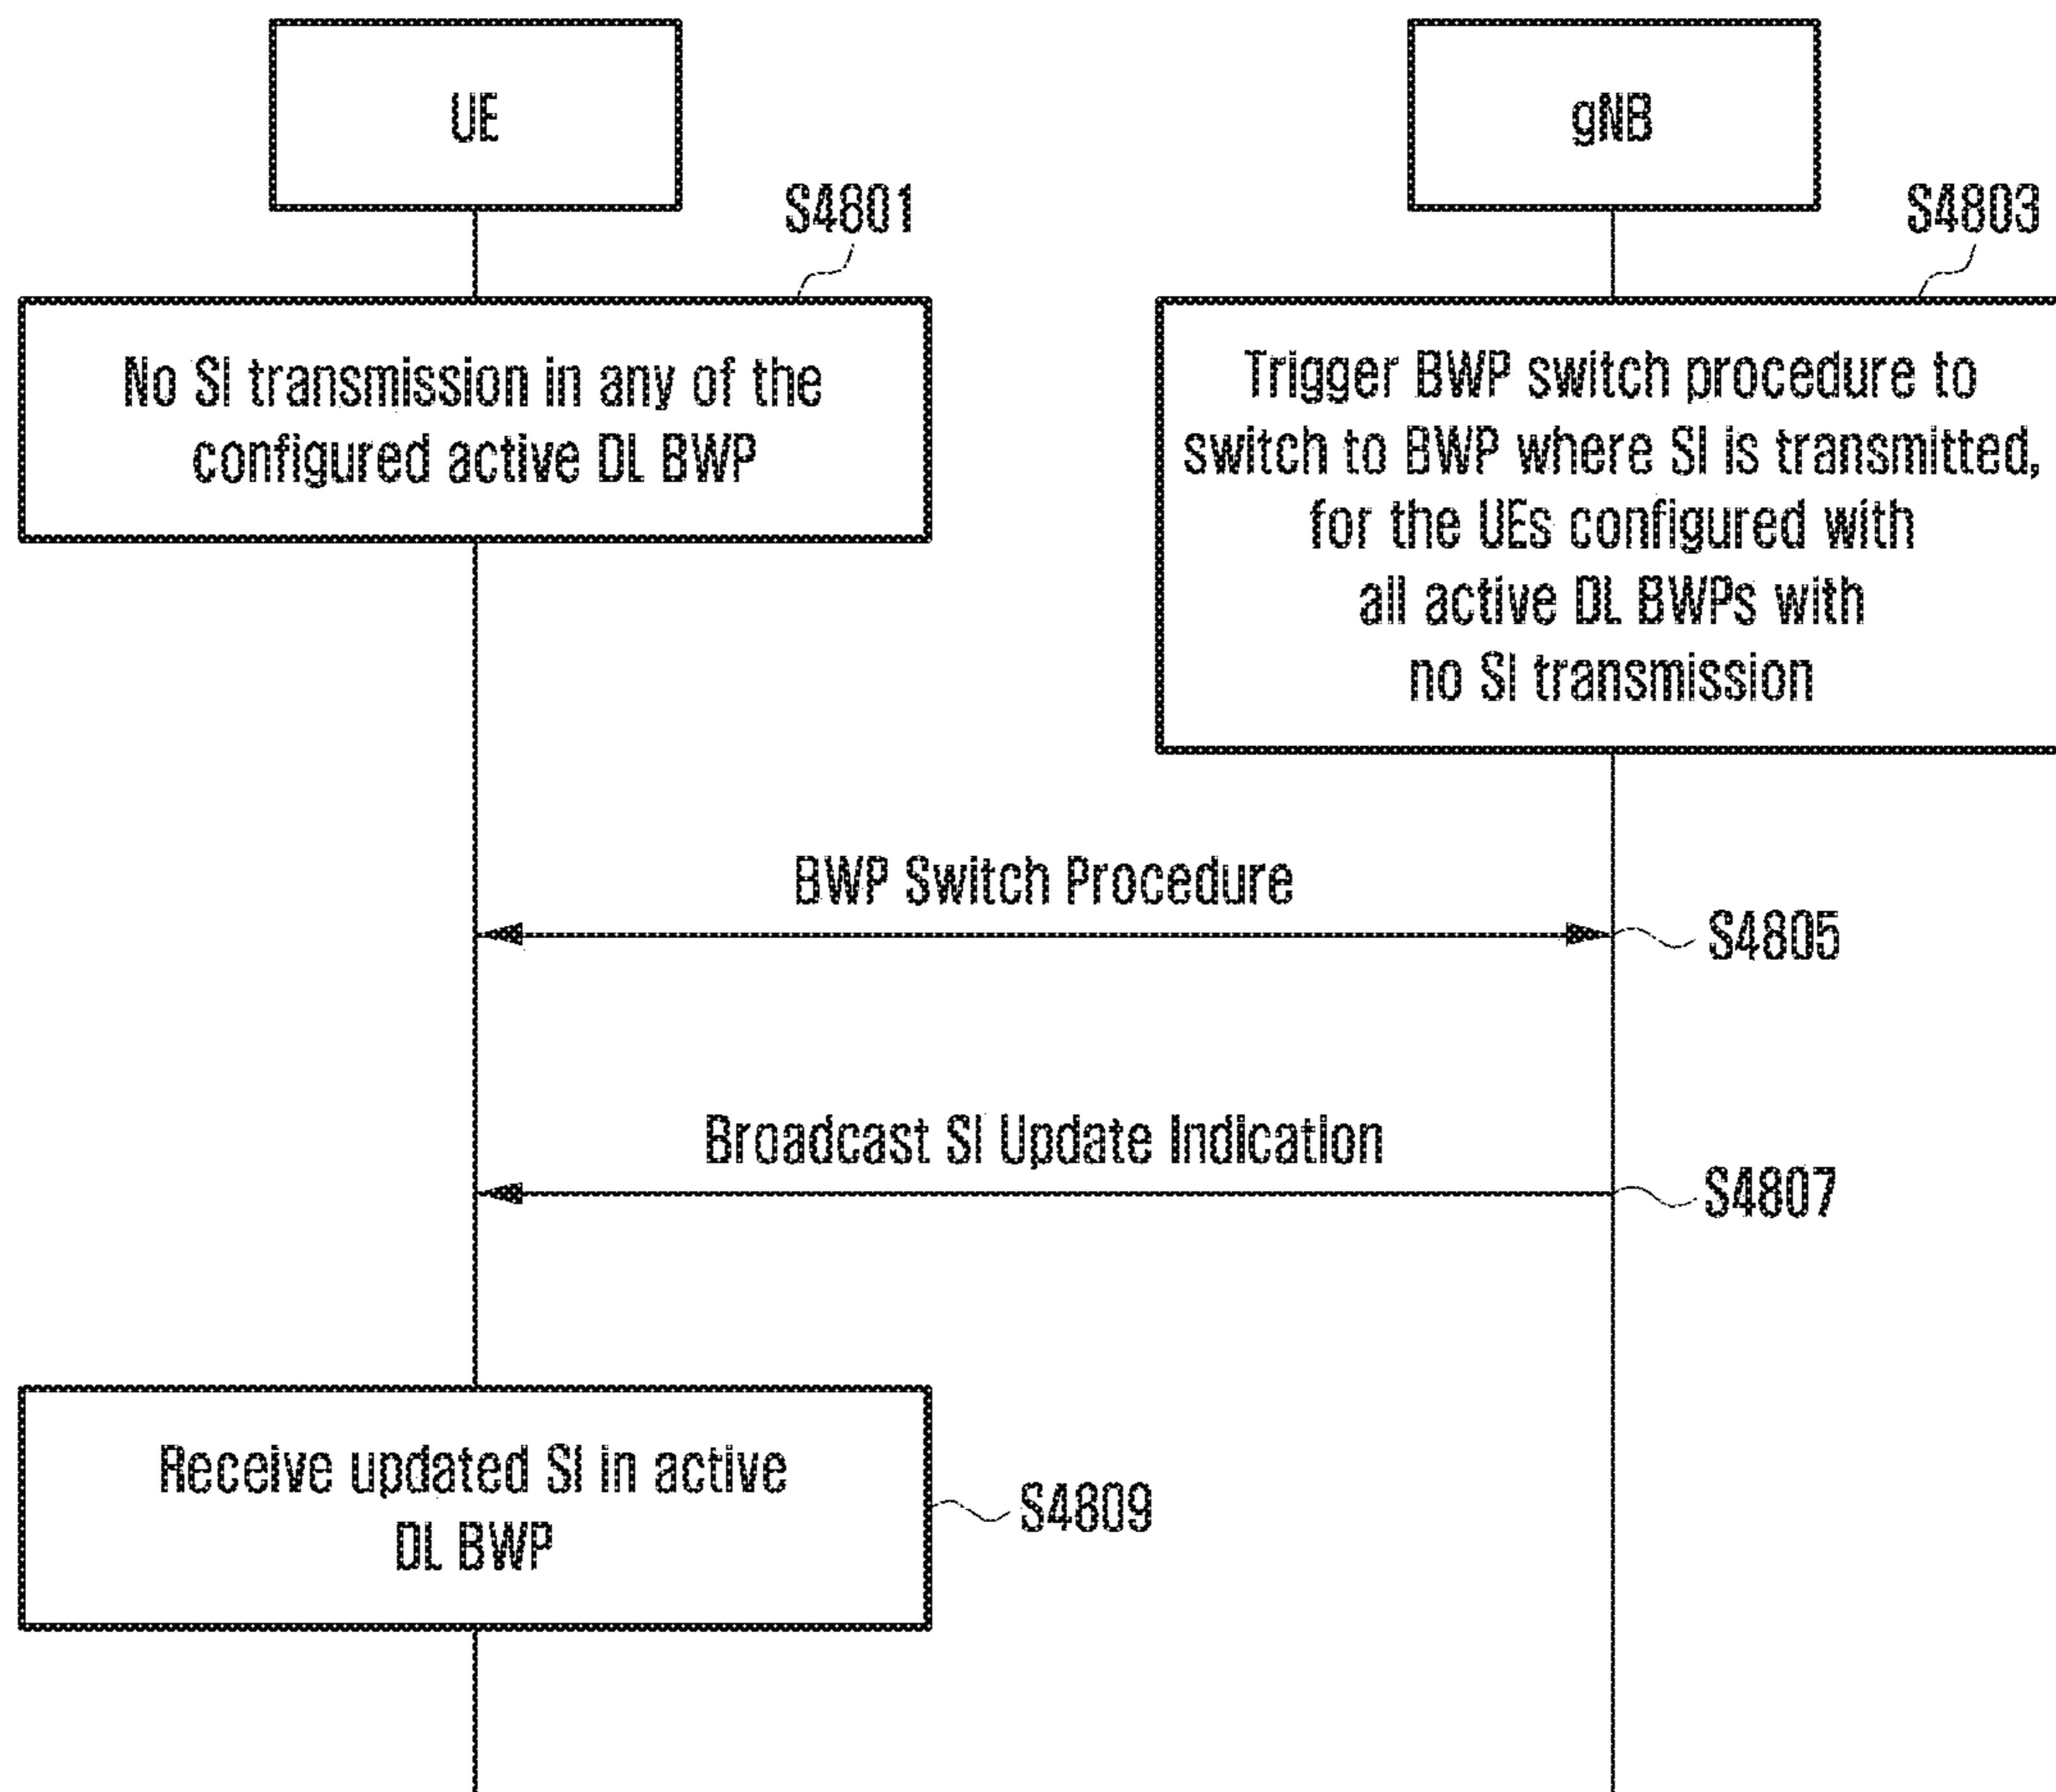 UE
gNB
S4801
S4803
No SI transmission in any of the
configured active DL BWP
Trigger BWP switch procedure to
switch to BWP where SI is transmitted,
for the UEs configured with
all active DL BWPs with
no SI transmission
BWP Switch Procedure
S4805
Broadcast SI Update Indication
S4807
Receive updated SI in active
DL BWP
S4809